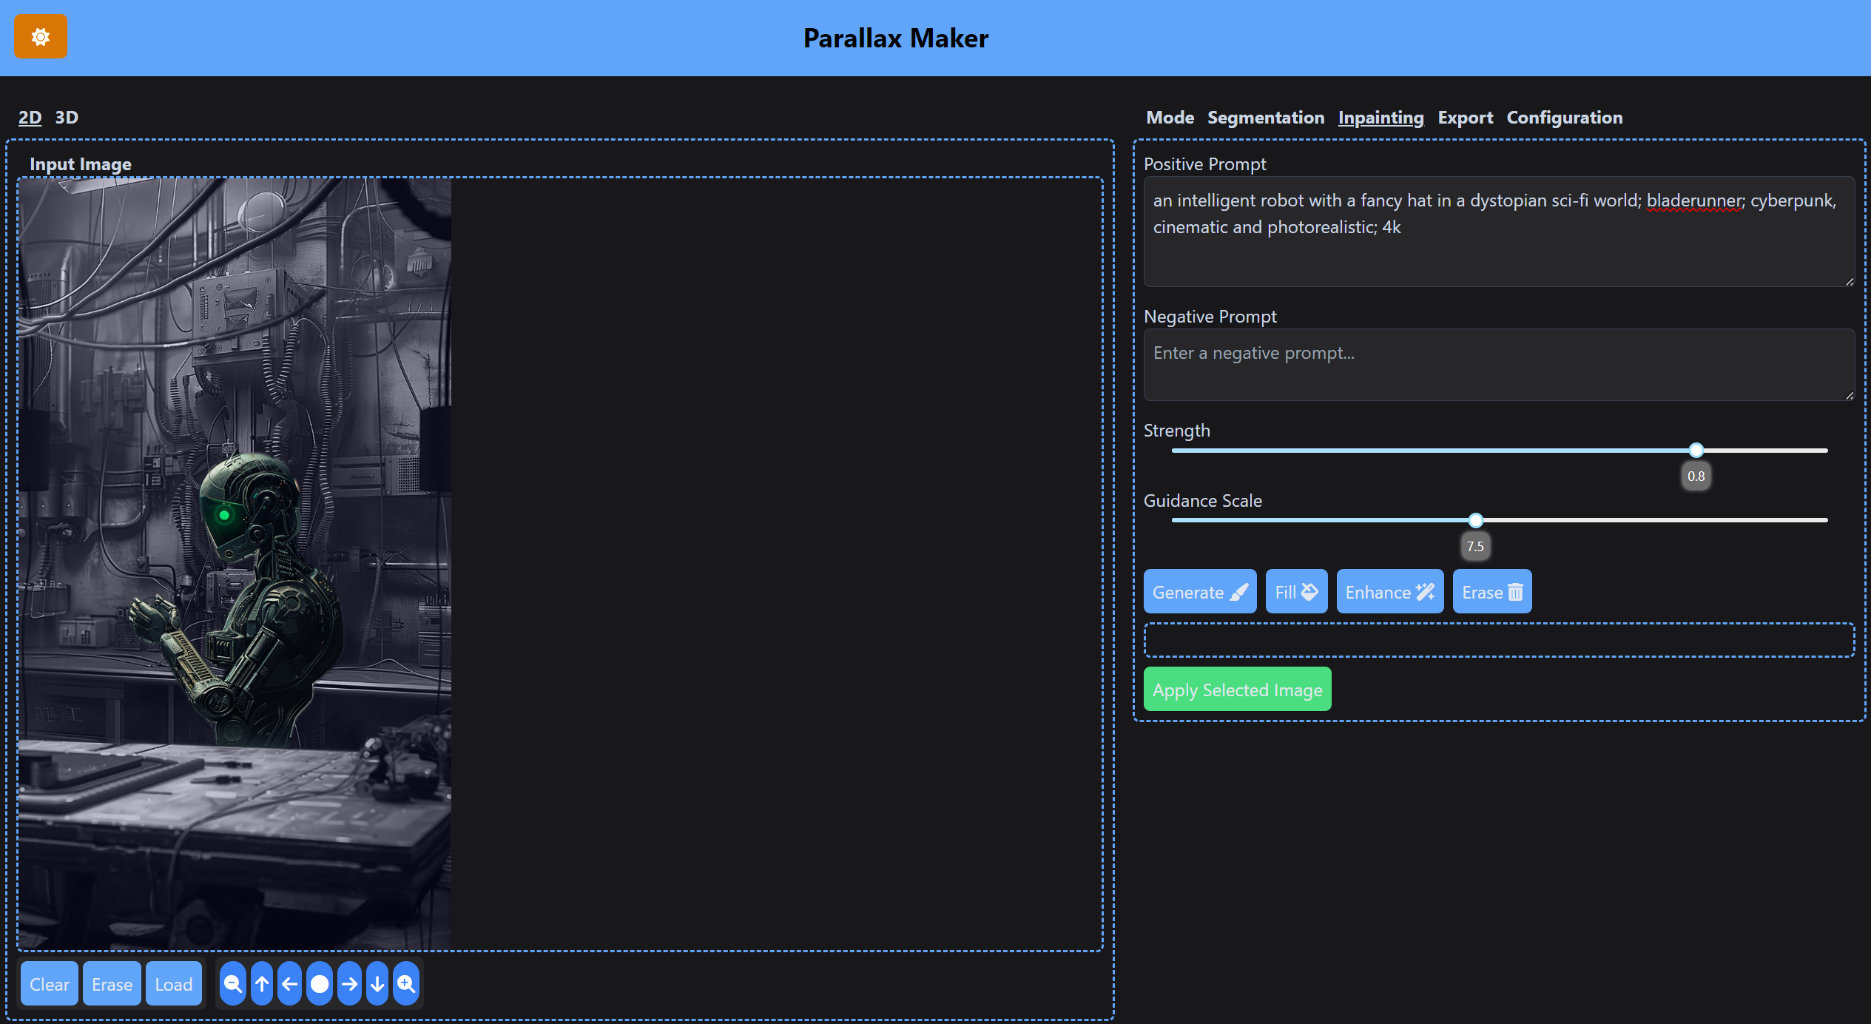 Parallax Maker
2D 3D
Input Image
Clear Erase Load
Mode Segmentation Inpainting Export Configuration
Positive Prompt
an intelligent robot with a fancy hat in a dystopian sci-fi world; bladerunner; cyberpunk,
cinematic and photorealistic; 4k
Negative Prompt
Enter a negative prompt...
Strength
0.8
Guidance Scale
7.5
Generate Fill Enhance Erase
Apply Selected Image